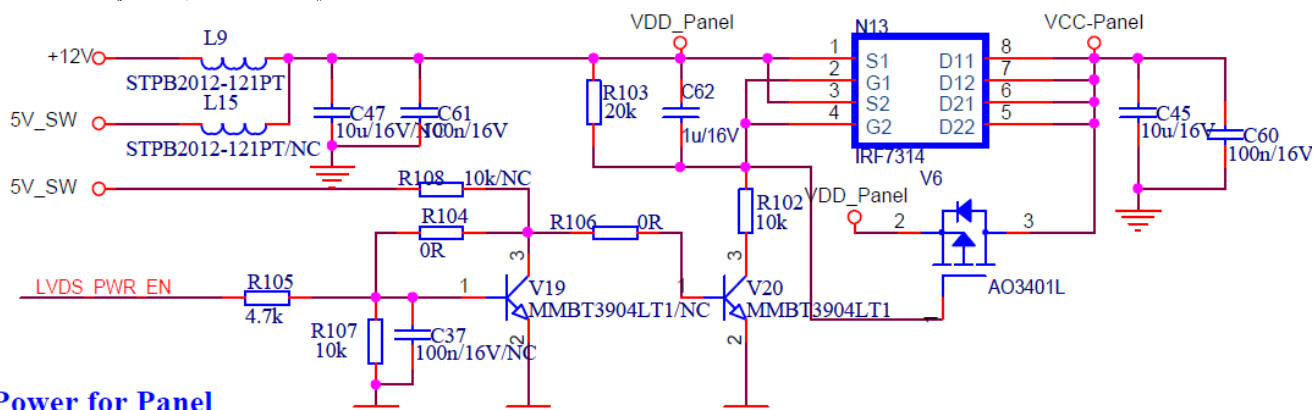 VDD_Panel
VCC-Panel
N13
L9
+12V
STPB2012-121PT
L15
5V_SW
STPB2012-121PT/NC
C47
10u/16V/NC
C61
100n/16V
R103
20k
C62
1u/16V
1
2
3
4
S1
G1
S2
G2
D11
D12
D21
D22
8
7
6
5
IRF7314
C45
10u/16V
C60
100n/16V
V6
5V_SW
R108
10k/NC
VDD_Panel
R102
10k
R104
0R
R106
0R
2
3
AO3401L
LVDS_PWR_EN
R105
4.7k
1
3
V19
MMBT3904LT1/NC
2
1
3
V20
MMBT3904LT1
2
R107
10k
C37
100n/16V/NC
Power for Panel